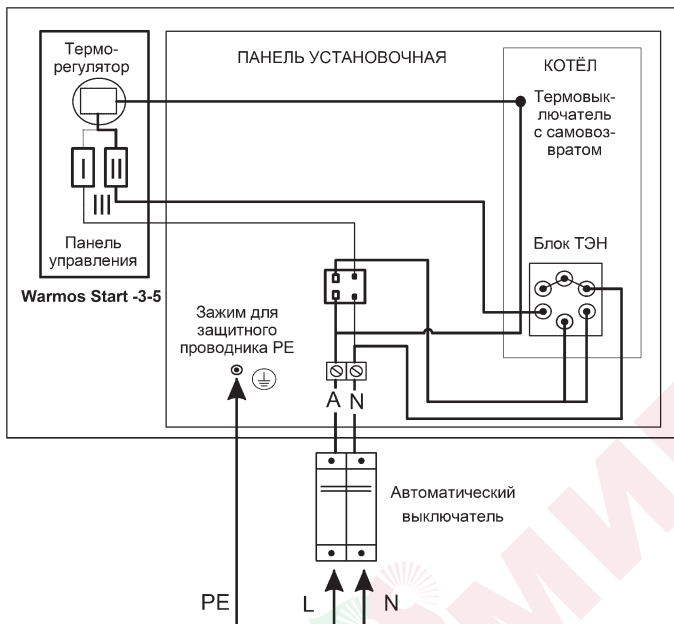 Термо-
регулятор
I
II
III
Панель
управления
Warmos Start -3-5
ПАНЕЛЬ УСТАНОВОЧНАЯ
КОТЁЛ
Термовык-
лючатель
с самовоз-
вратом
Блок ТЭН
Зажим для
защитного
проводника PE
A N
Автоматический
выключатель
PE
L
N
РМИ